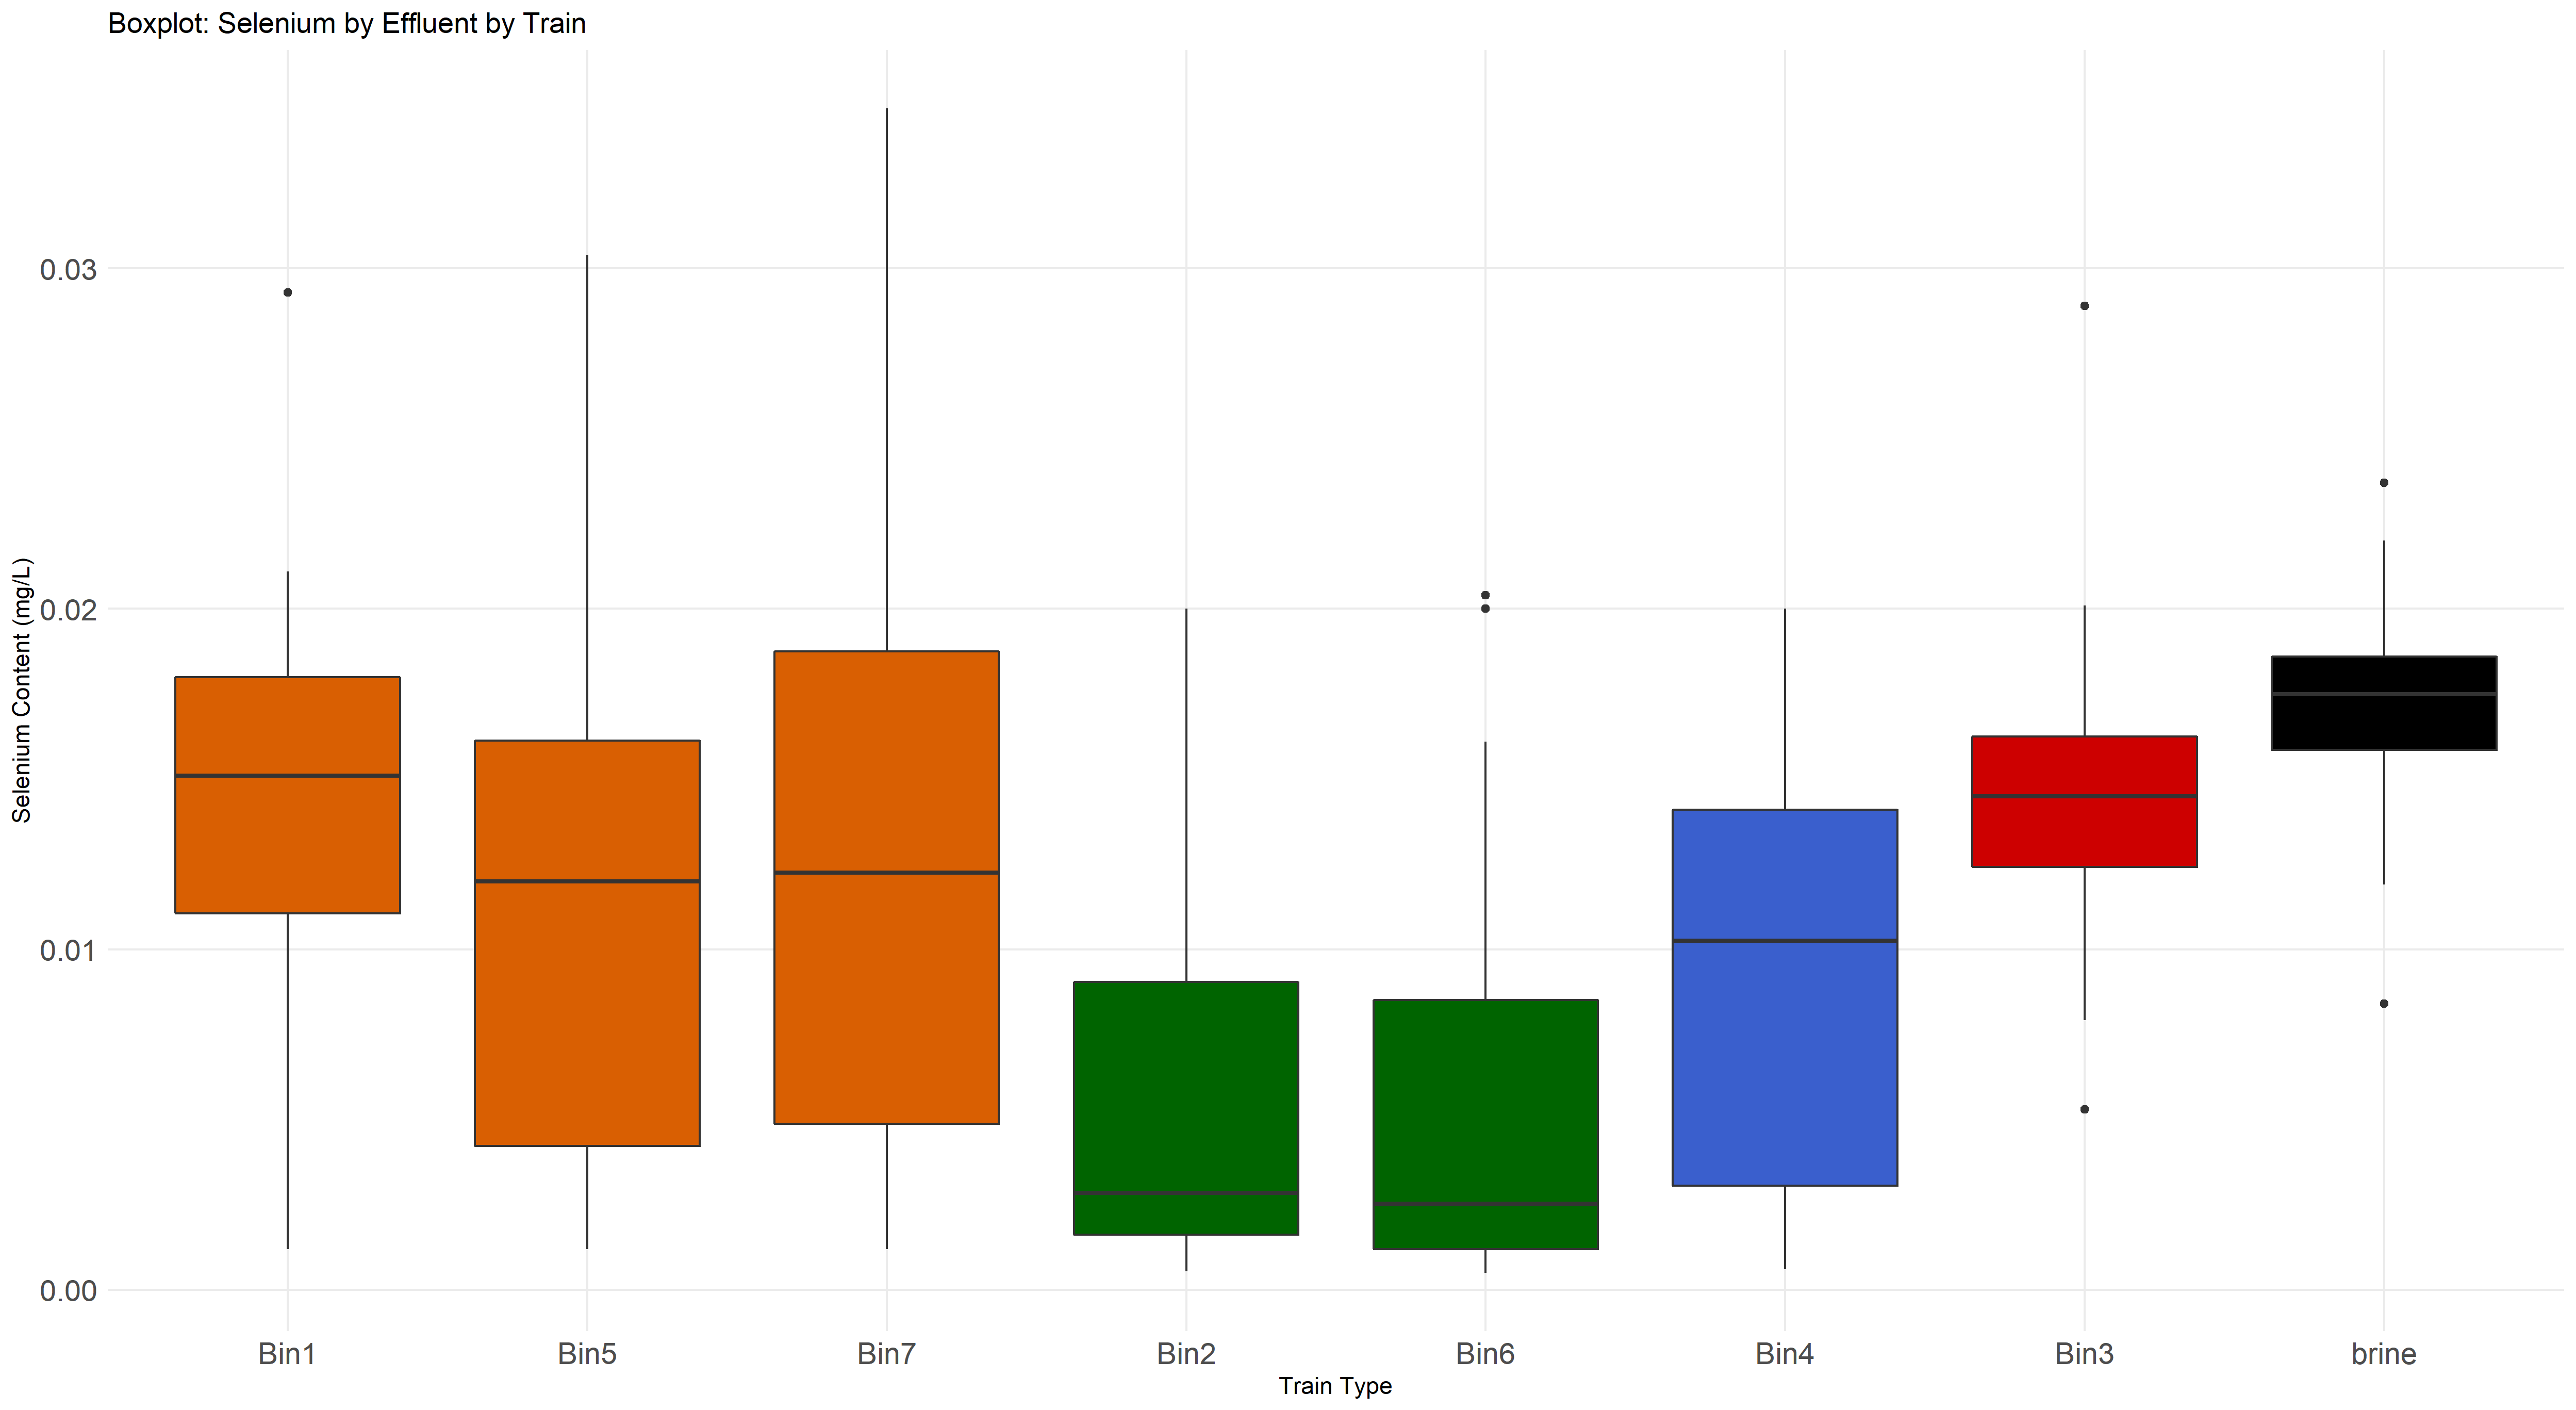 Boxplot: Selenium by Effluent by Train
Selenium Content (mg/L)
0.03
0.02
0.01
0.00
Bin1 Bin5 Bin7 Bin2 Bin6 Bin4 Bin3 brine
Train Type